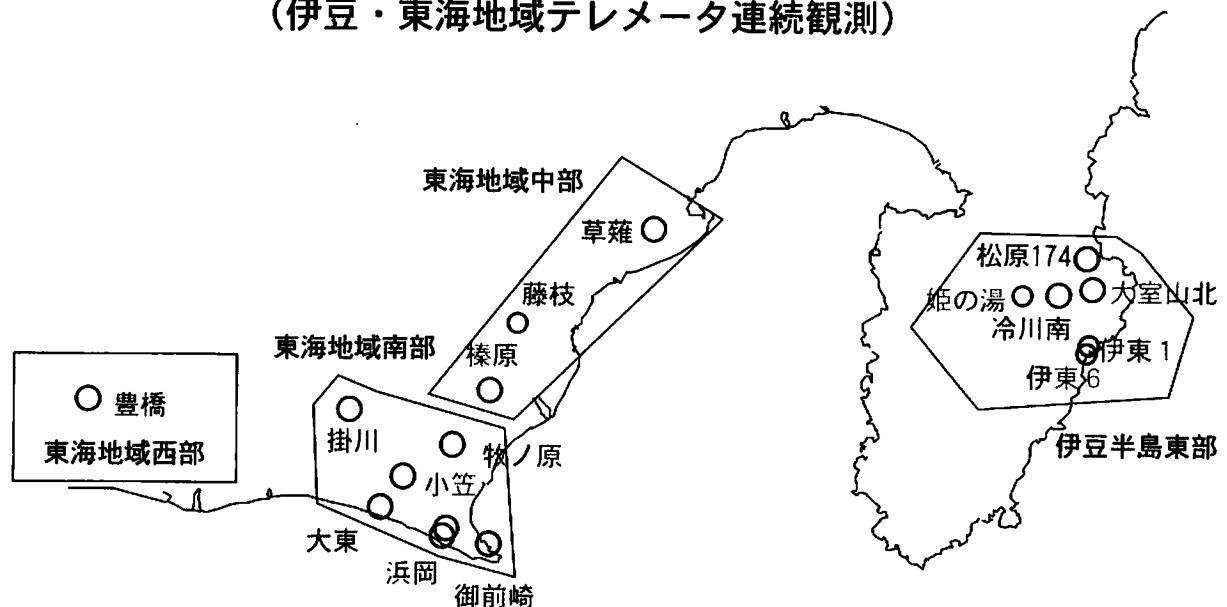 (伊豆・東海地域テレメータ連続観測)
東海地域中部
草薙
藤枝
榛原
東海地域南部
掛川
牧ノ原
小笠
大東
浜岡
御前崎
豊橋
東海地域西部
松原174
姫の湯
大室山北
冷川南
伊東1
伊東6
伊豆半島東部